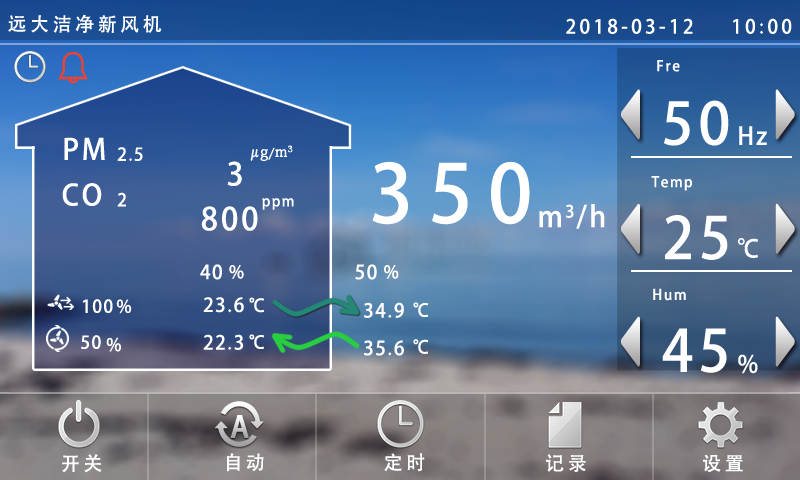 远大洁净新风机
2018-03-12 10:00
PM 2.5
3 μg/m³
CO 2
800 ppm
350 m³/h
40 %
50 %
100%
23.6 ℃
34.9 ℃
50 %
22.3 ℃
35.6 ℃
Fre
50 Hz
Temp
25 ℃
Hum
45 %
A
开关
自动
定时
记录
设置